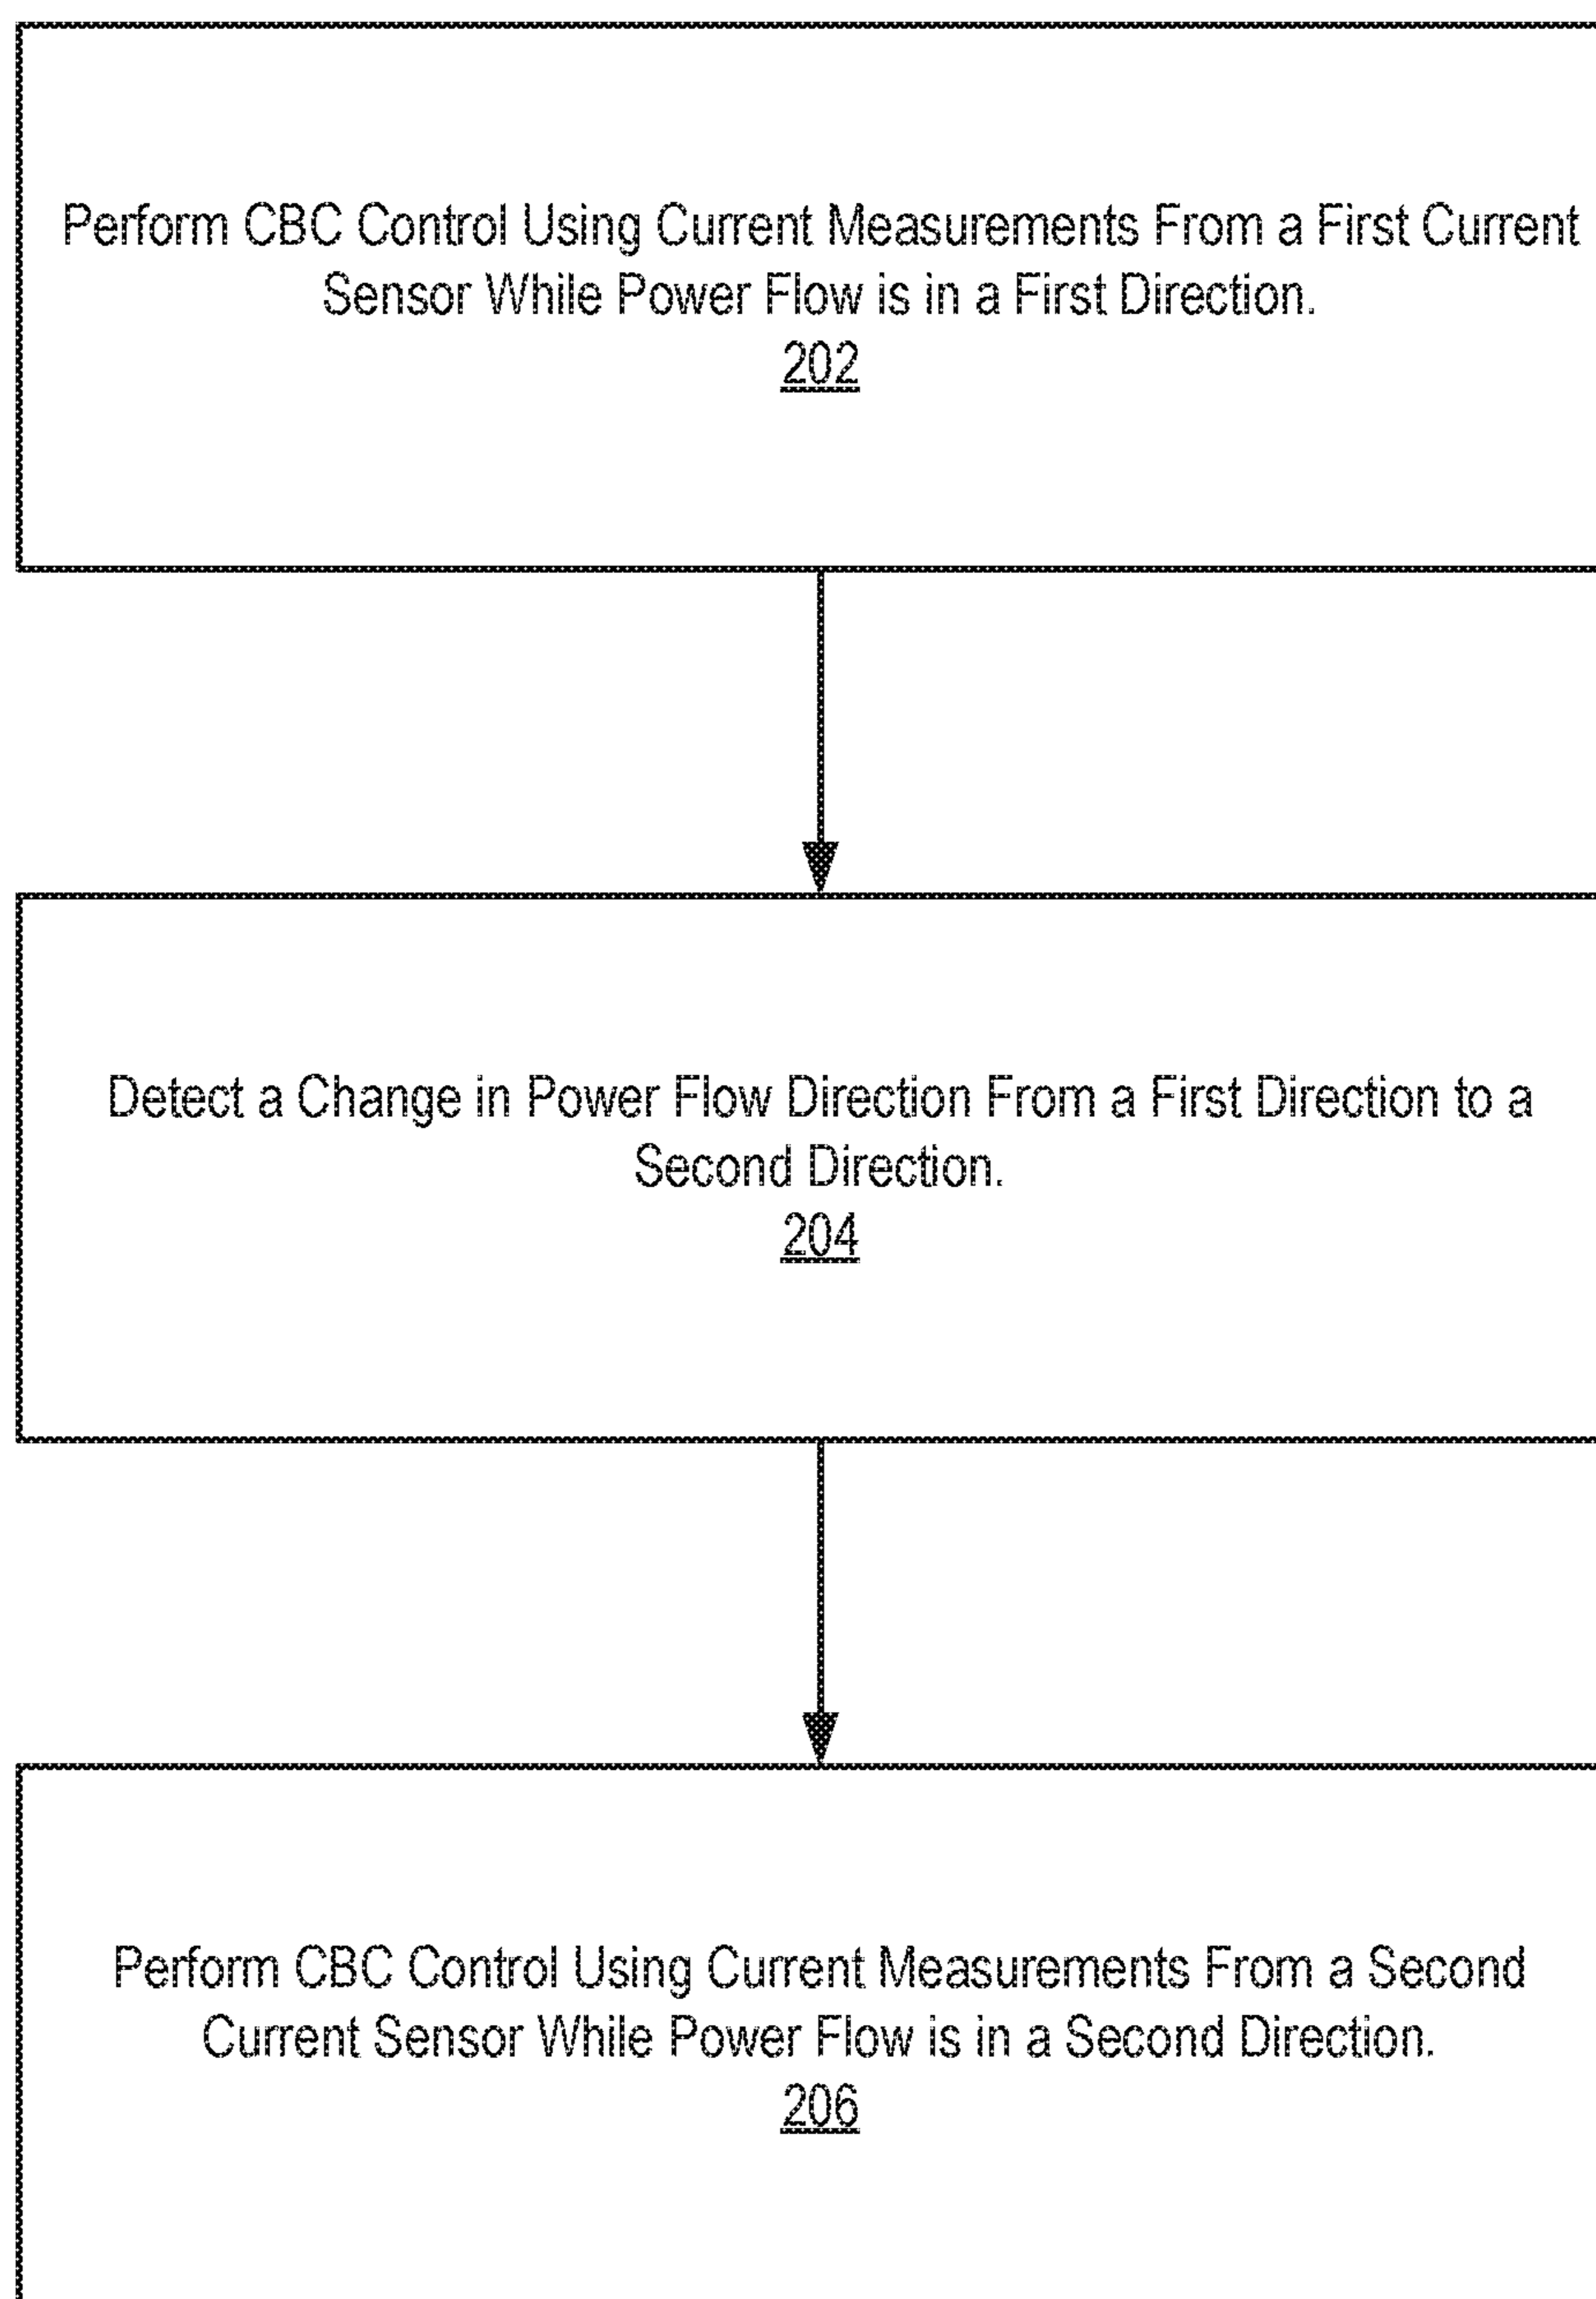 Perform CBC Control Using Current Measurements From a First Current
Sensor While Power Flow is in a First Direction.
202
Detect a Change in Power Flow Direction From a First Direction to a
Second Direction.
204
Perform CBC Control Using Current Measurements From a Second
Current Sensor While Power Flow is in a Second Direction.
206